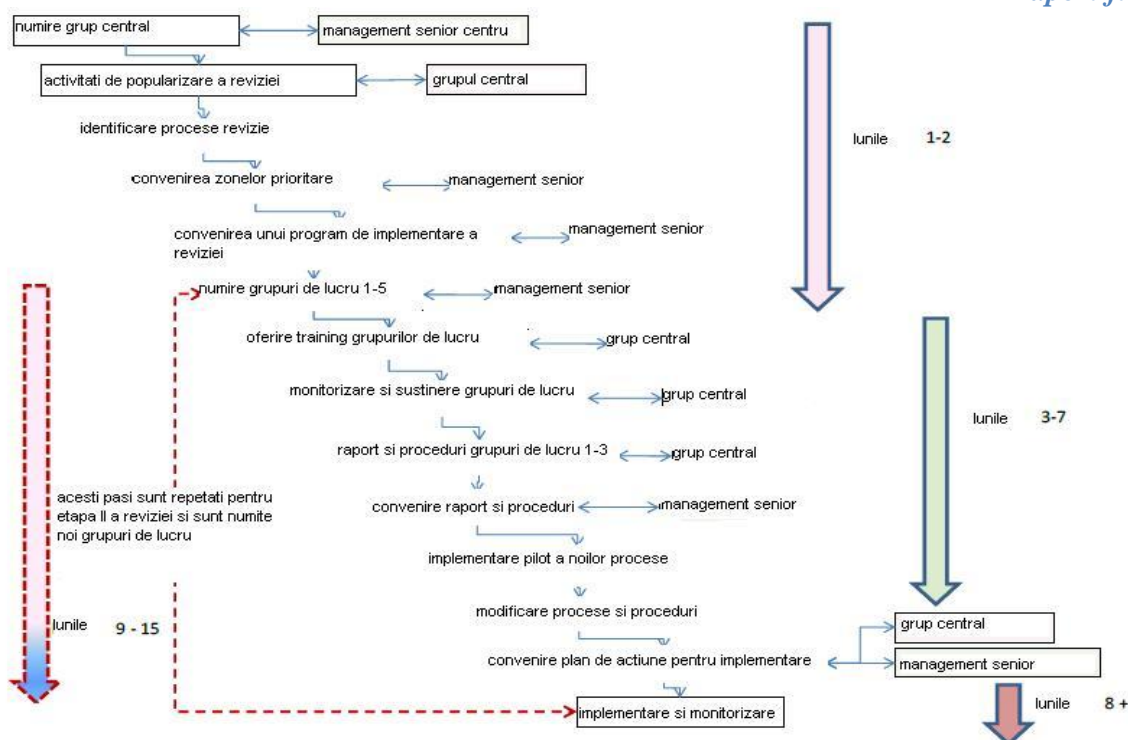 numire grup central
management senior centru
activitati de popularizare a reviziei
grupul central
identificare procese revizie
lunile 1-2
convenirea zonelor prioritare
management senior
convenirea unui program de implementare a
reviziei
management senior
numire grupuri de lucru 1-5
management senior
oferire training grupurilor de lucru
grup central
monitorizare si sustinere grupuri de lucru
grup central
lunile 3-7
raport si proceduri grupuri de lucru 1-3
grup central
acesti pasi sunt repetati pentru
etapa II a reviziei si sunt numite
noi grupuri de lucru
convenire raport si proceduri
management senior
implementare pilot a noilor procese
modificare procese si proceduri
lunile 9 - 15
grup central
convenire plan de actiune pentru implementare
management senior
implementare si monitorizare
lunile 8 +